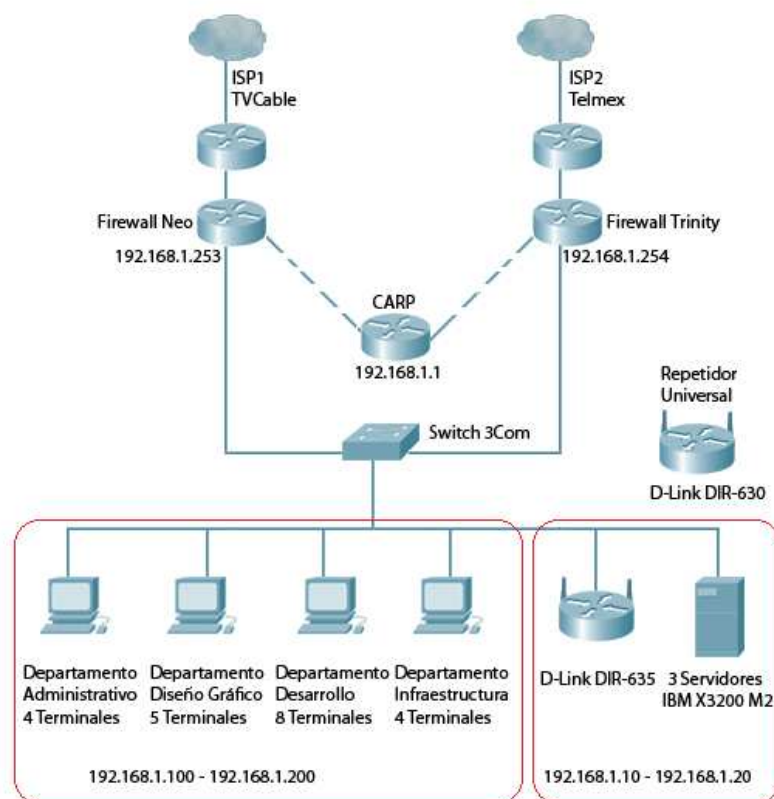 ISP1
TVCable
ISP2
Telmex
Firewall Neo
192.168.1.253
Firewall Trinity
192.168.1.254
CARP
192.168.1.1
Repetidor
Universal
D-Link DIR-630
Switch 3Com
Departamento
Administrativo
4 Terminales
Departamento
Diseño Gráfico
5 Terminales
Departamento
Desarrollo
8 Terminales
Departamento
Infraestructura
4 Terminales
D-Link DIR-635
3 Servidores
IBM X3200 M2
192.168.1.100 - 192.168.1.200
192.168.1.10 - 192.168.1.20